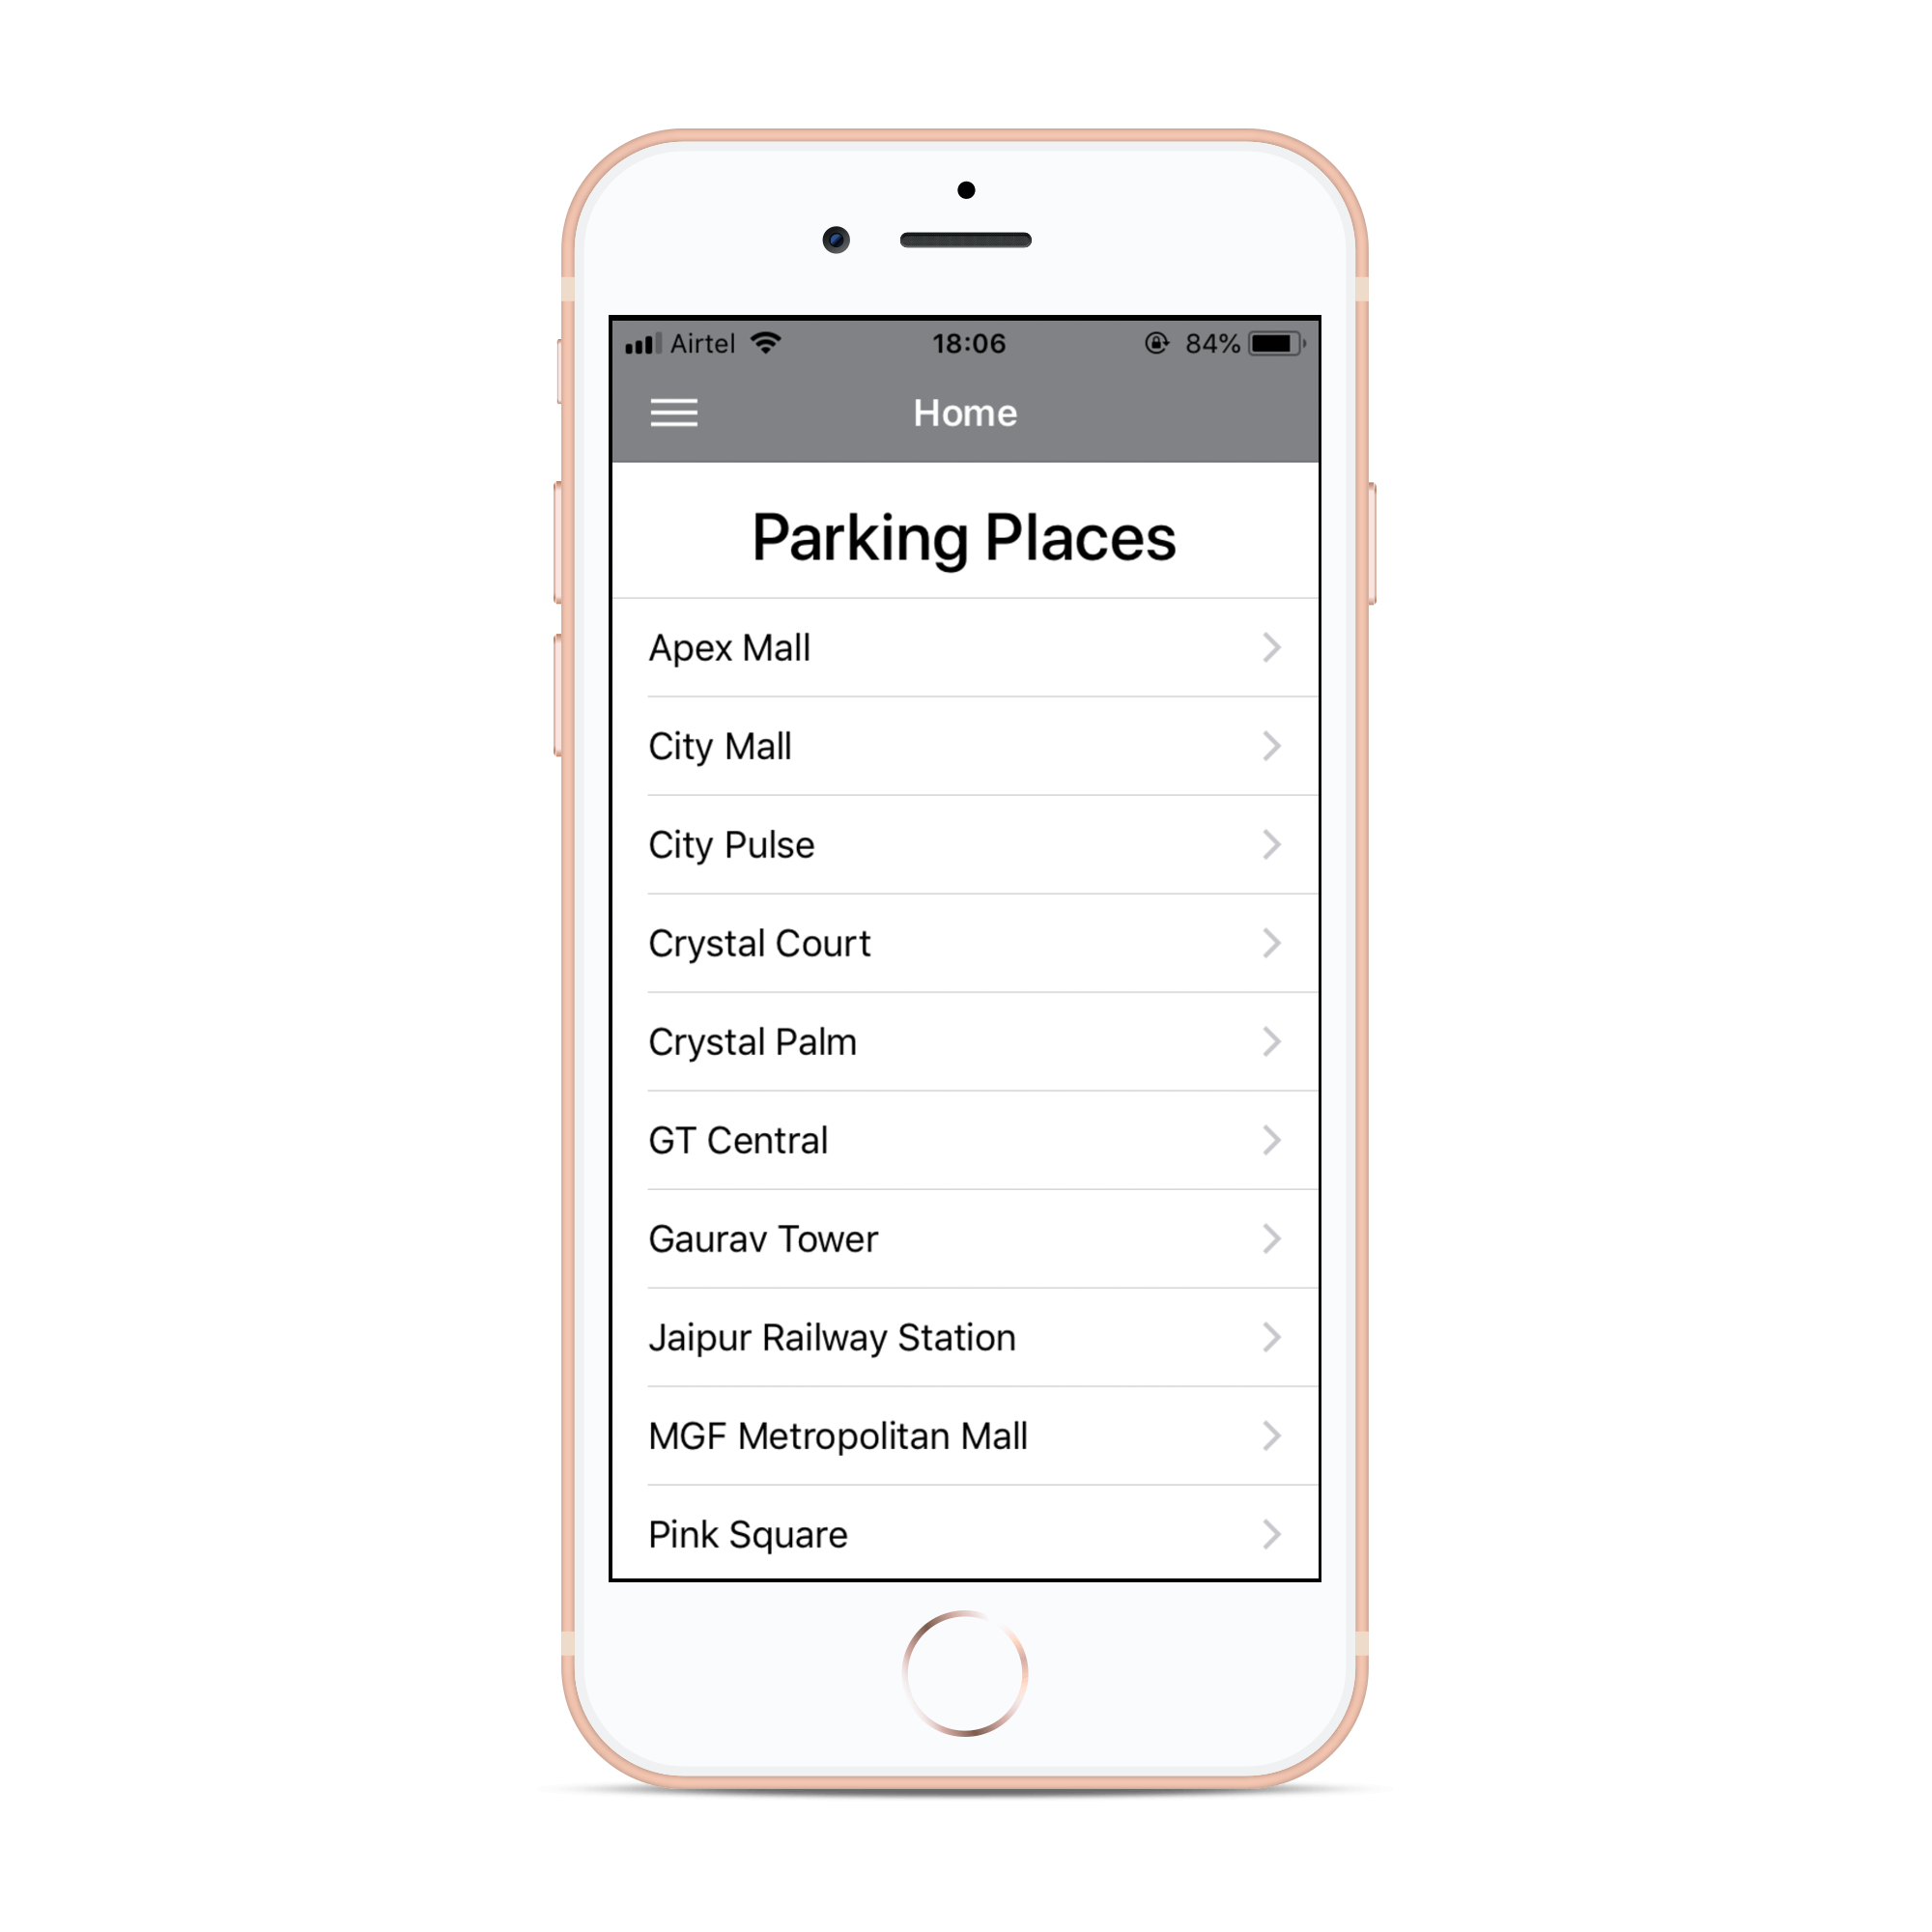 Airtel 18:06 84%
Home
Parking Places
Apex Mall
City Mall
City Pulse
Crystal Court
Crystal Palm
GT Central
Gaurav Tower
Jaipur Railway Station
MGF Metropolitan Mall
Pink Square